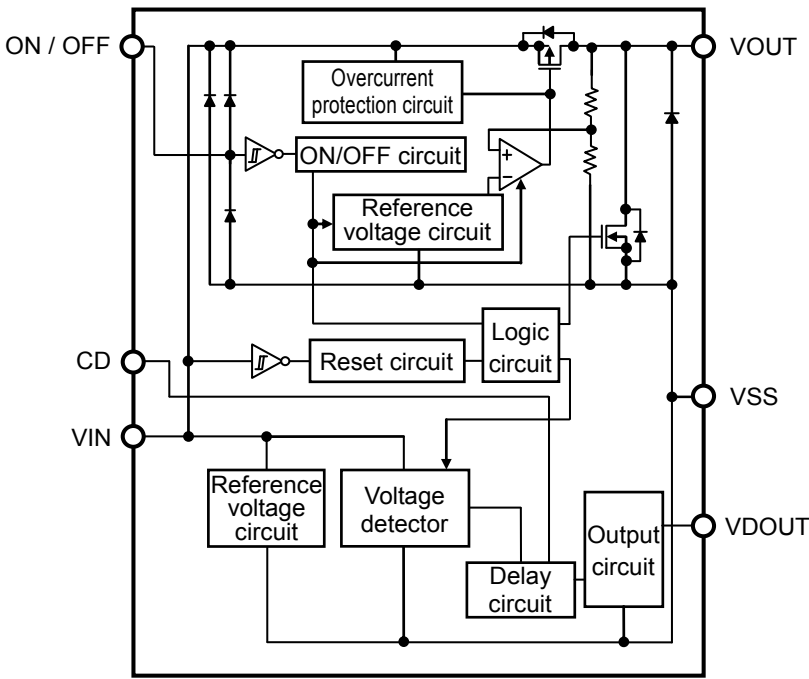 ON / OFF
VOUT
Overcurrent
protection circuit
ON/OFF circuit
+
−
Reference
voltage circuit
Logic
circuit
CD
Reset circuit
VSS
VIN
Reference
voltage
circuit
Voltage
detector
Output
circuit
VDOUT
Delay
circuit